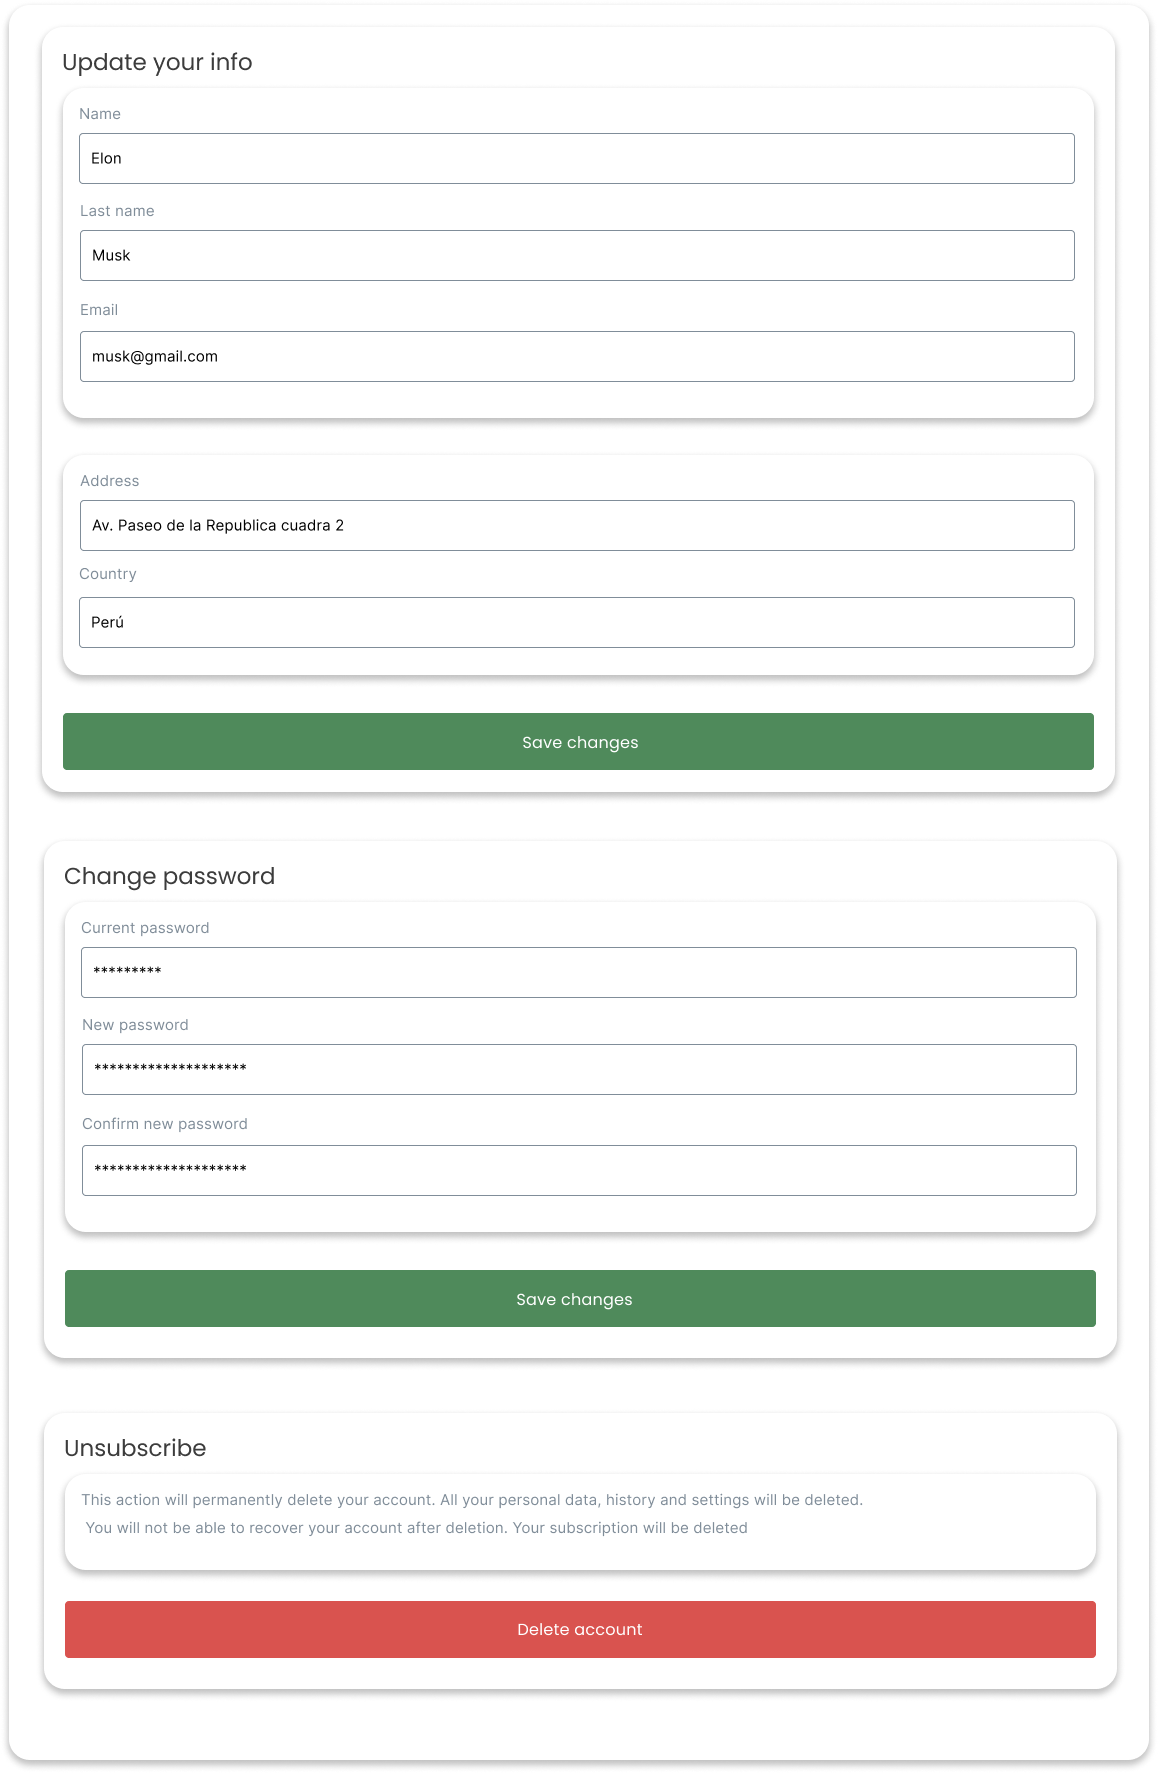 Update your info
Name
Elon
Last name
Musk
Email
musk@gmail.com
Address
Av. Paseo de la Republica cuadra 2
Country
Perú
Save changes
Change password
Current password
*********
New password
********************
Confirm new password
********************
Save changes
Unsubscribe
This action will permanently delete your account. All your personal data, history and settings will be deleted.
You will not be able to recover your account after deletion. Your subscription will be deleted
Delete account